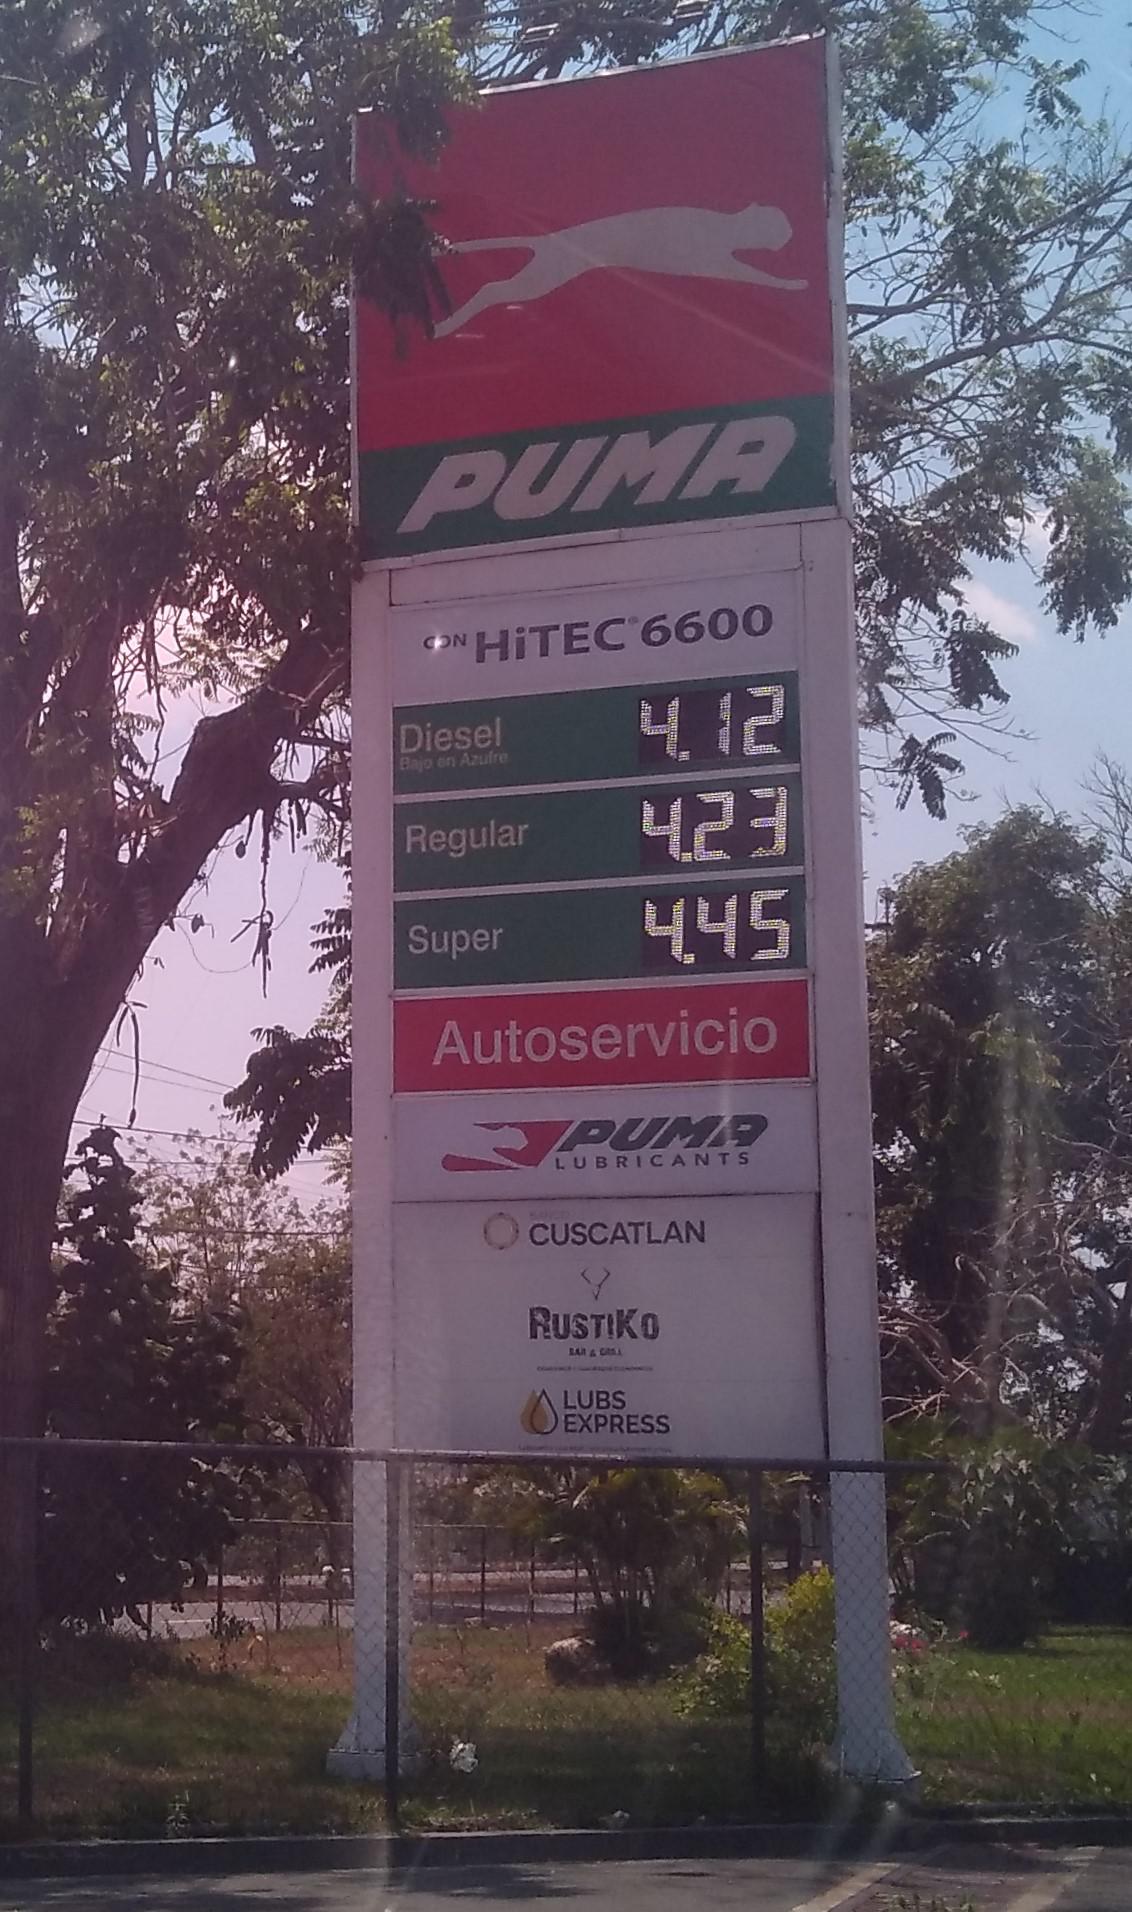 PUMA
CON HiTEC® 6600
Diesel 4.12
Bajo en Azufre
Regular 4.23
Super 4.45
Autoservicio
PUMA
LUBRICANTS
BANCO
CUSCATLAN
RUSTIKO
BAR & GRILL
LUBS
EXPRESS